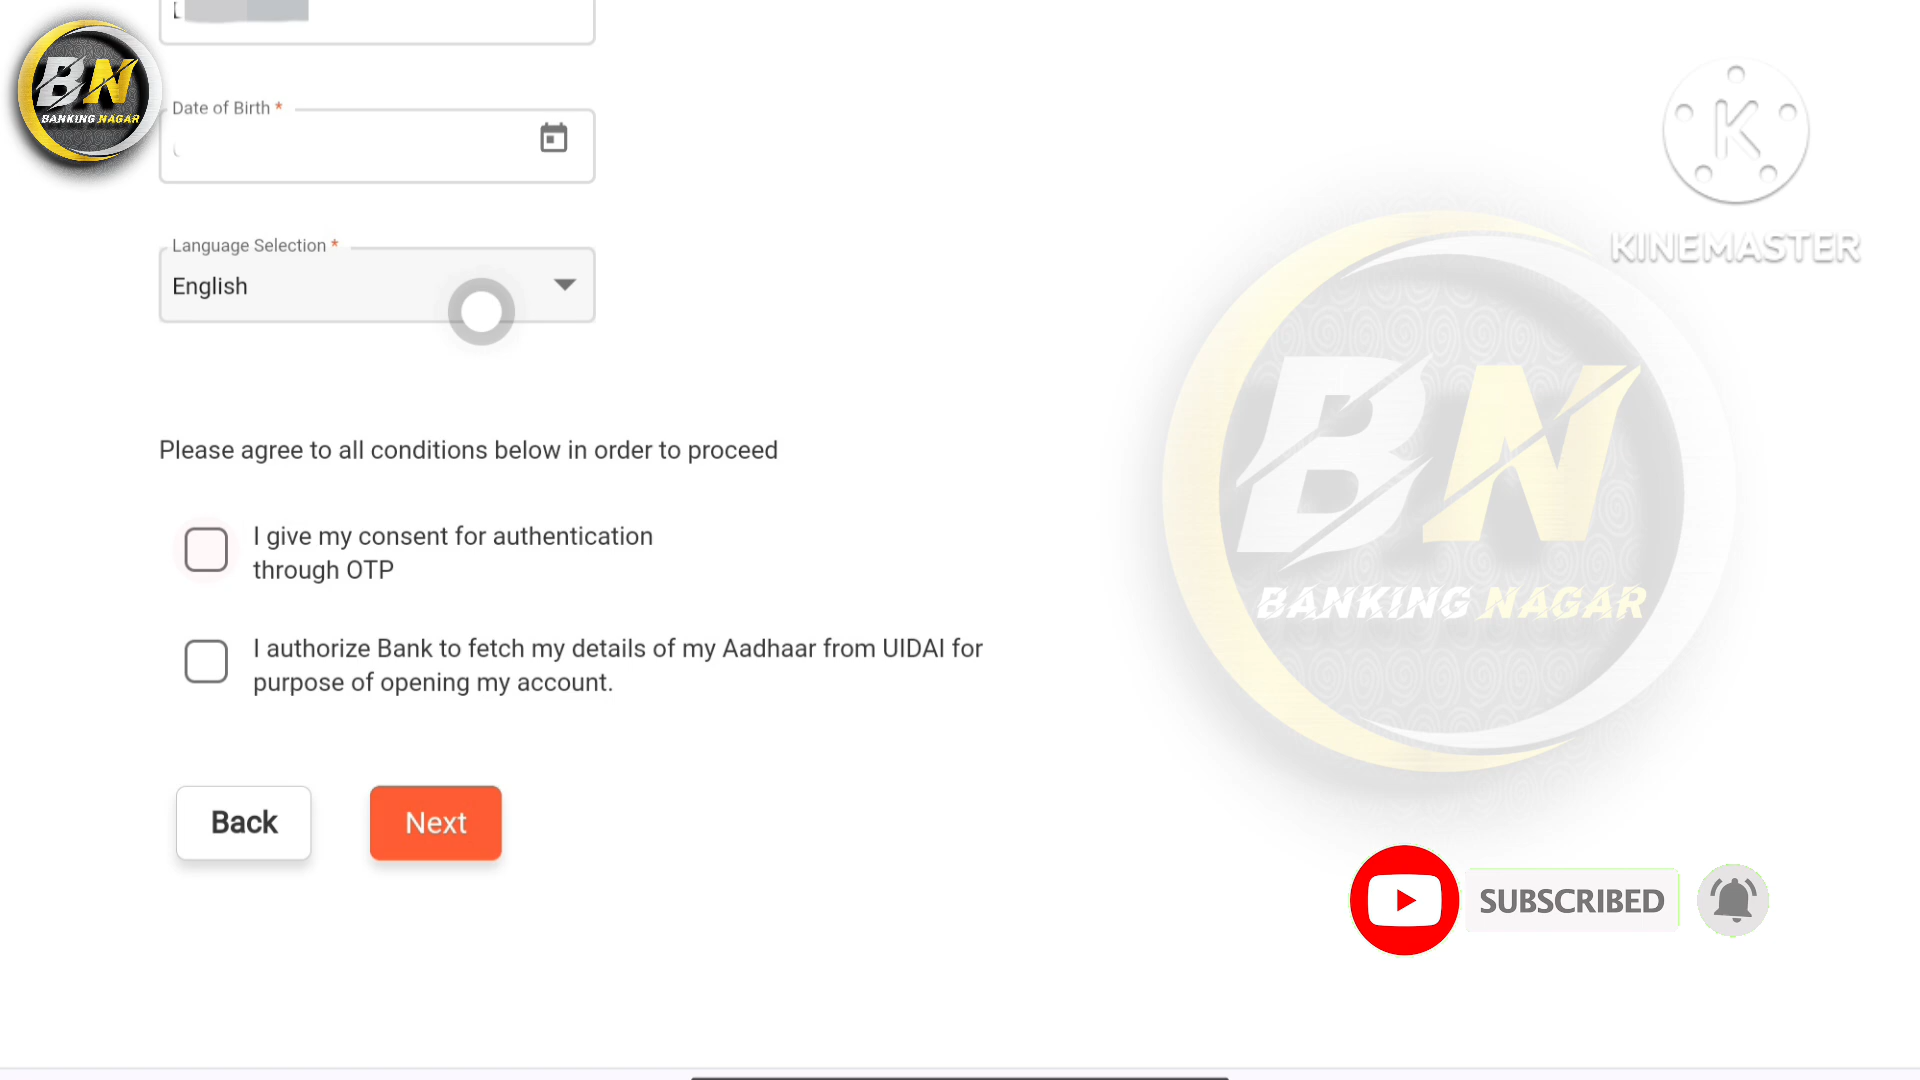 BN
BANKING NAGAR
Date of Birth *
Language Selection *
English
K
KINEMASTER
BN
BANKING NAGAR
Please agree to all conditions below in order to proceed
I give my consent for authentication
through OTP
I authorize Bank to fetch my details of my Aadhaar from UIDAI for
purpose of opening my account.
Back
Next
SUBSCRIBED